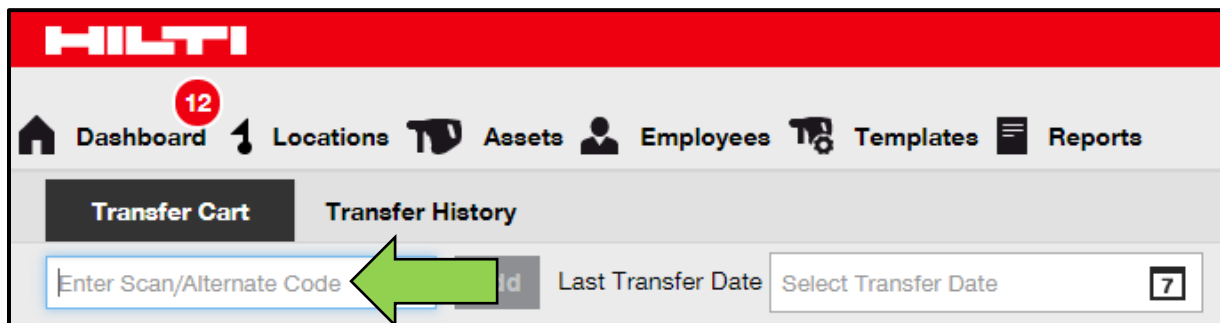 HILTI
12
Dashboard Locations Assets Employees Templates Reports
Transfer Cart Transfer History
Enter Scan/Alternate Code Last Transfer Date Select Transfer Date 7